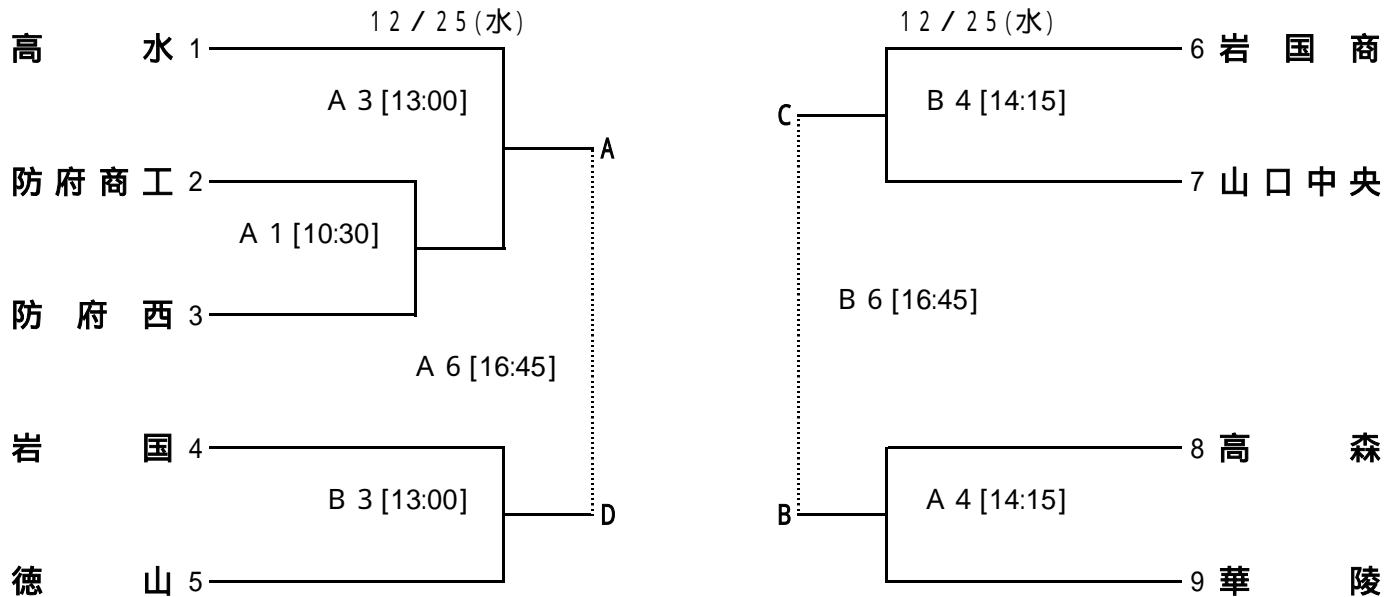 12/25(水)
高水 1
A 3 [13:00]
A
防府商工 2
A 1 [10:30]
防府西 3
A 6 [16:45]
岩国 4
B 3 [13:00]
D
徳山 5
12/25(水)
6 岩国商
B 4 [14:15]
C
7 山口中央
B 6 [16:45]
8 高森
A 4 [14:15]
B
9 華陵